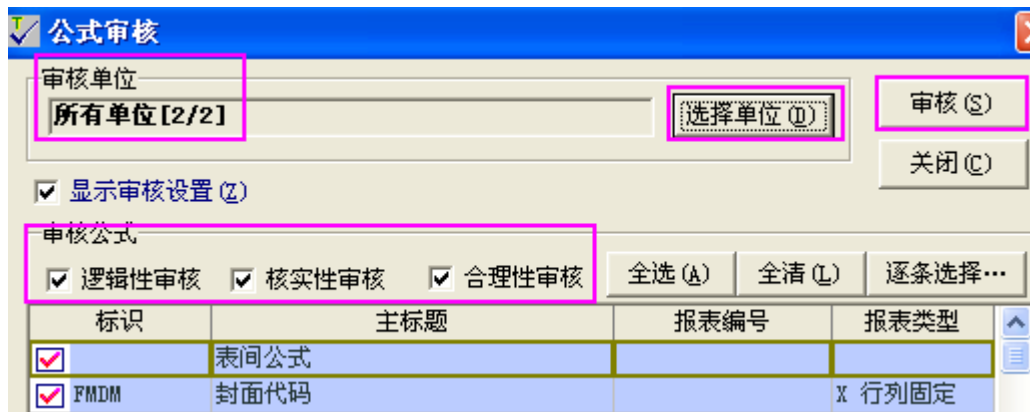 公式审核
审核单位
所有单位[2/2]
选择单位(D)
审核(S)
关闭(C)
显示审核设置(Z)
审核公式
逻辑性审核 核实性审核 合理性审核 全选(A) 全清(L) 逐条选择…
标识 主标题 报表编号 报表类型
表间公式
FMDM 封面代码 X 行列固定